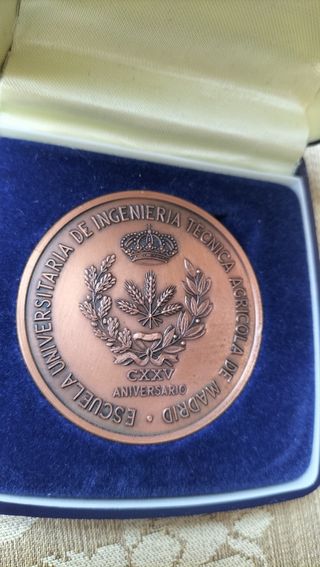 ESCUELA UNIVERSITARIA DE INGENIERIA TECNICA AGRICOLA DE MADRID ·
CXXV
ANIVERSARIO